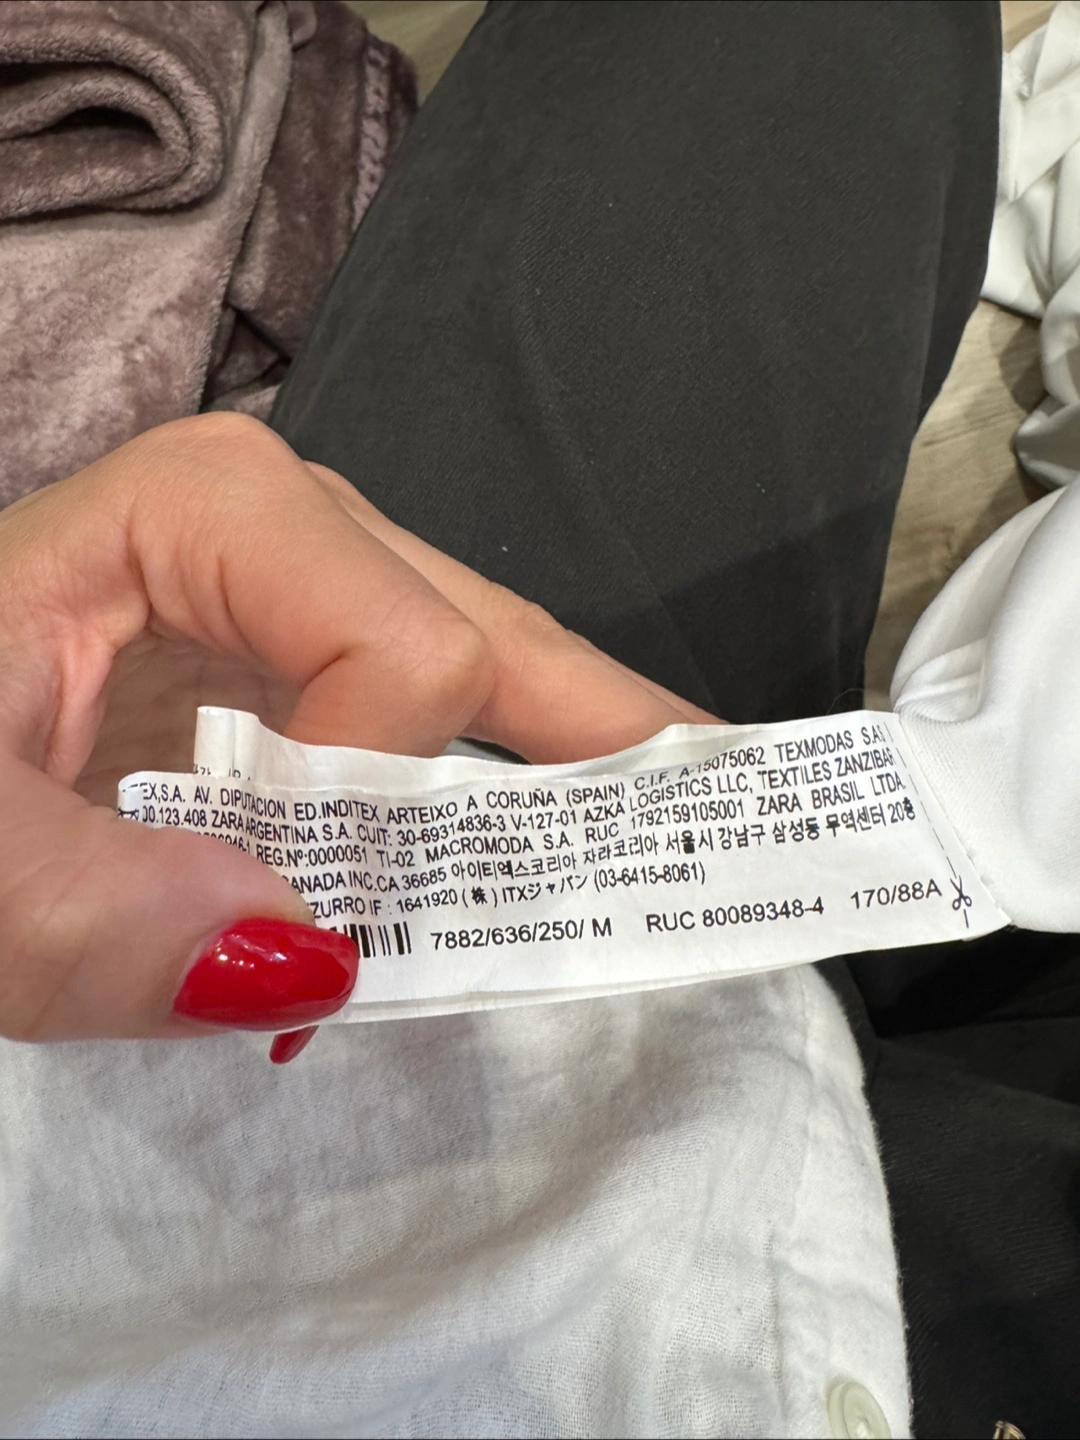 EX,S.A. AV. DIPUTACION ED.INDITEX ARTEIXO A CORUÑA (SPAIN) C.I.F. A-15075062 TEXMODAS S.A.
00.123.408 ZARA ARGENTINA S.A. CUIT: 30-69314836-3 V-127-01 AZKA LOGISTICS LLC, TEXTILES ZANZIBAR
REG.Nº:0000051 TI-02 MACROMODA S.A. RUC 1792159105001 ZARA BRASIL LTDA.
CANADA INC.CA 36685 아이티엑스코리아 자라코리아 서울시 강남구 삼성동 무역센터 20층
ZURRO IF : 1641920 (株) ITXジャパン (03-6415-8061)
7882/636/250/ M RUC 80089348-4 170/88A